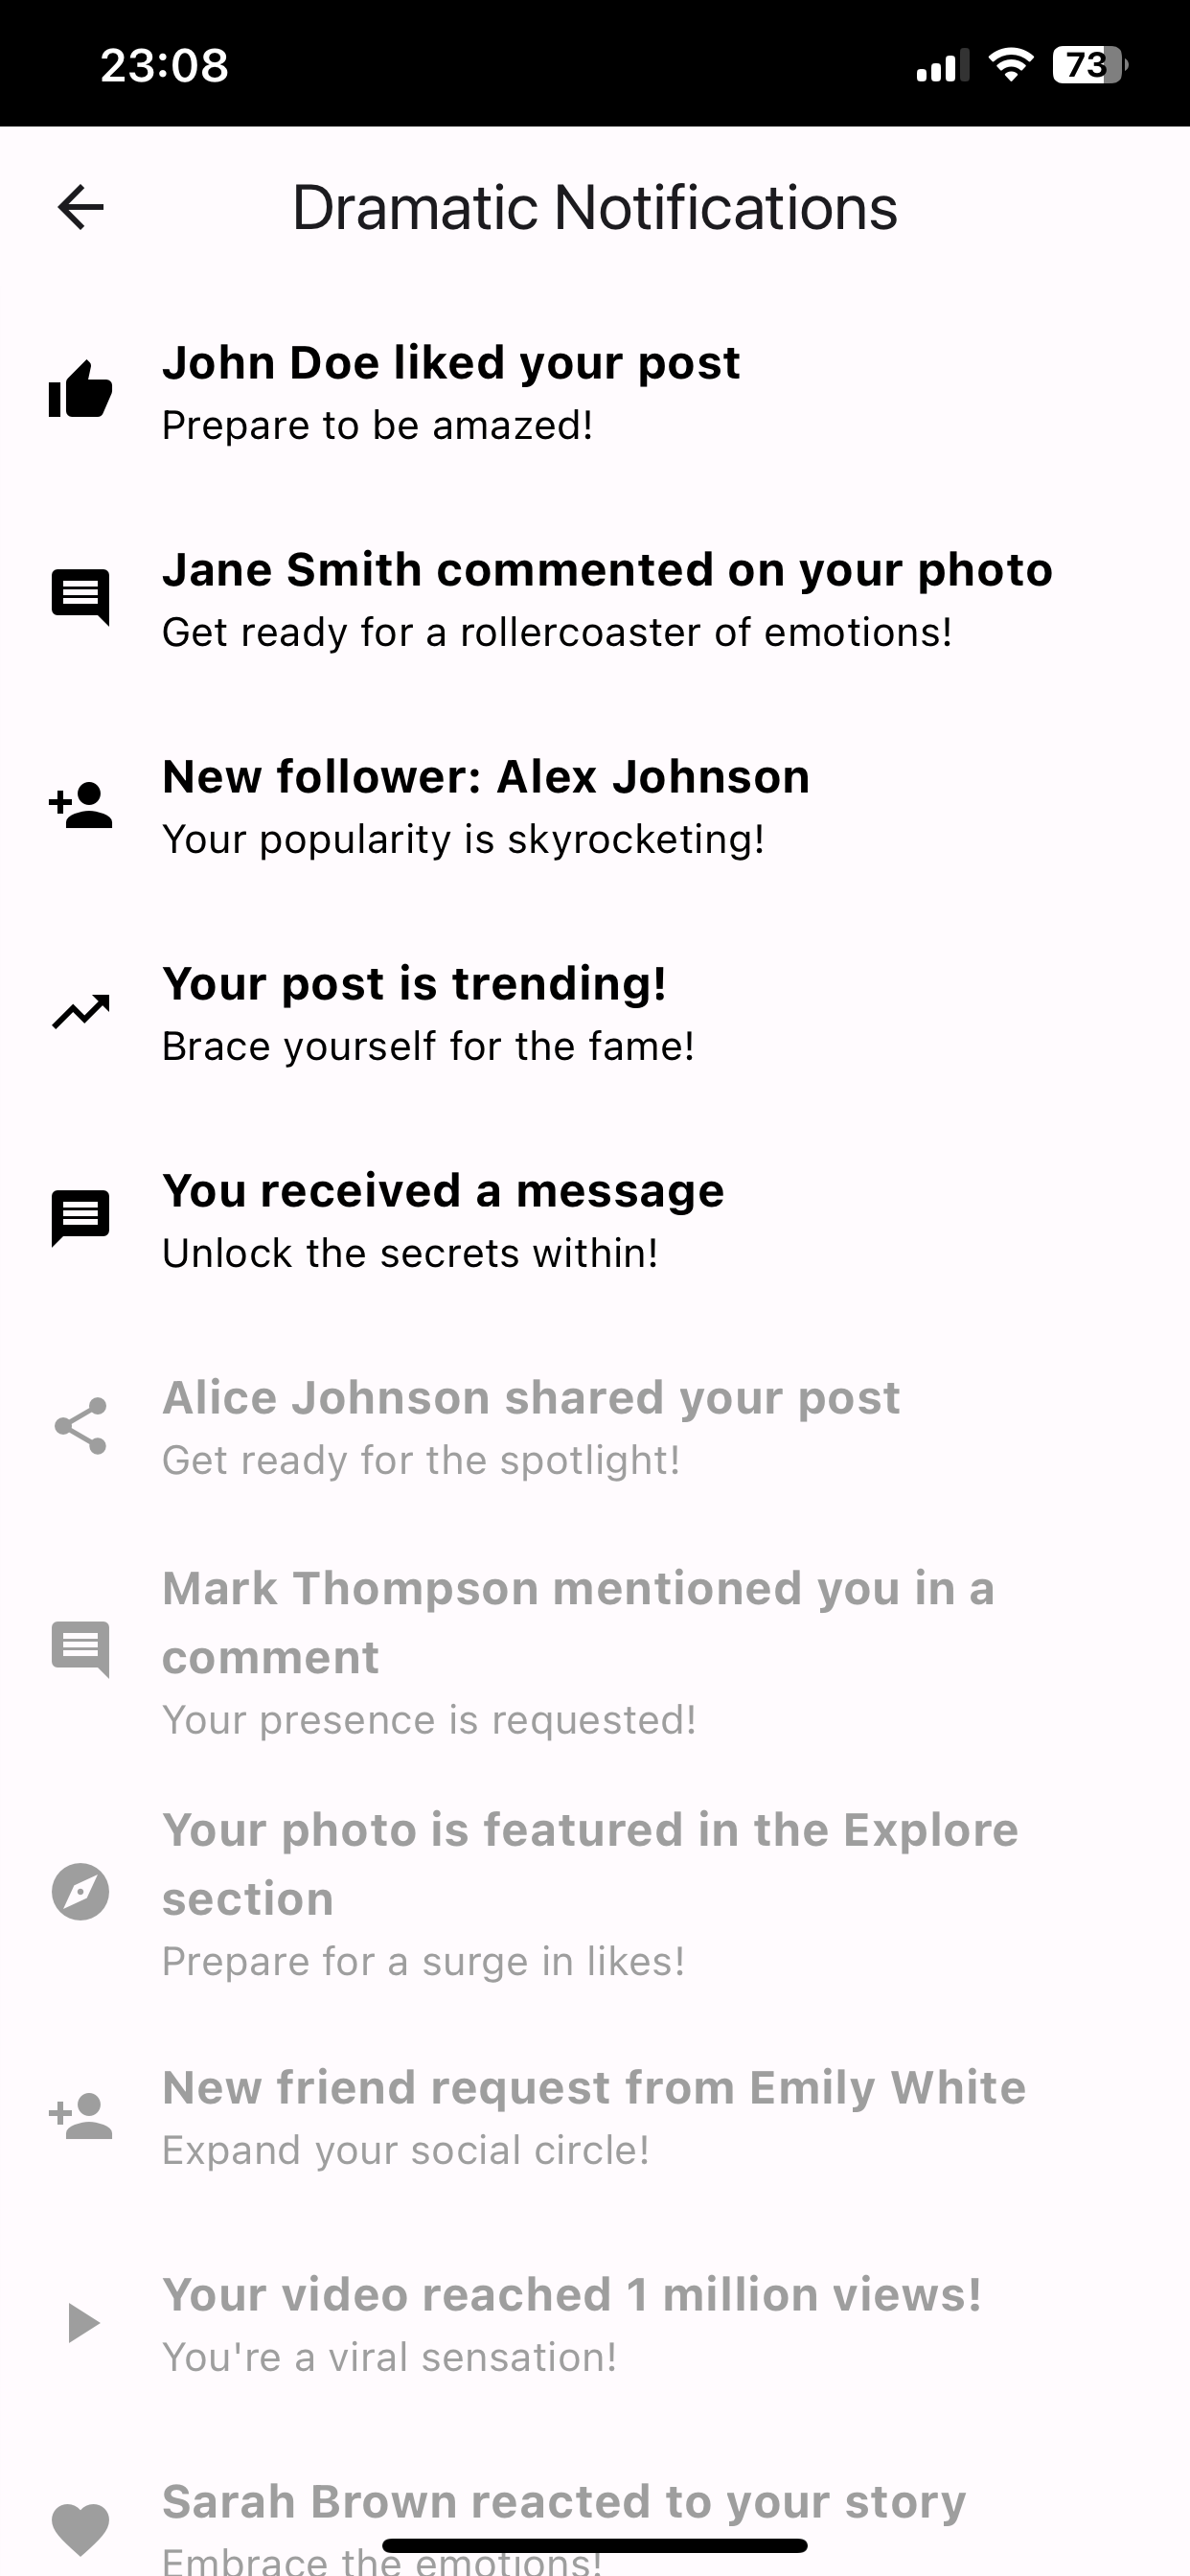 23:08
73
Dramatic Notifications
John Doe liked your post
Prepare to be amazed!
Jane Smith commented on your photo
Get ready for a rollercoaster of emotions!
New follower: Alex Johnson
Your popularity is skyrocketing!
Your post is trending!
Brace yourself for the fame!
You received a message
Unlock the secrets within!
Alice Johnson shared your post
Get ready for the spotlight!
Mark Thompson mentioned you in a
comment
Your presence is requested!
Your photo is featured in the Explore
section
Prepare for a surge in likes!
New friend request from Emily White
Expand your social circle!
Your video reached 1 million views!
You're a viral sensation!
Sarah Brown reacted to your story
Embrace the emotions!